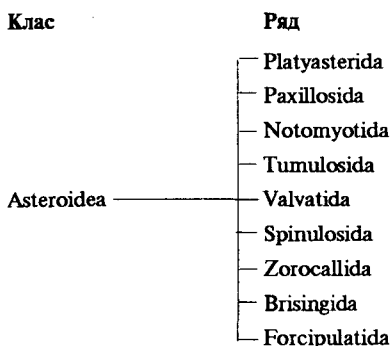 Клас Ряд
Platyasterida
Paxillosida
Notomyotida
Tumulosida
Asteroidea Valvatida
Spinulosida
Zorocallida
Brisingida
Forcipulatida